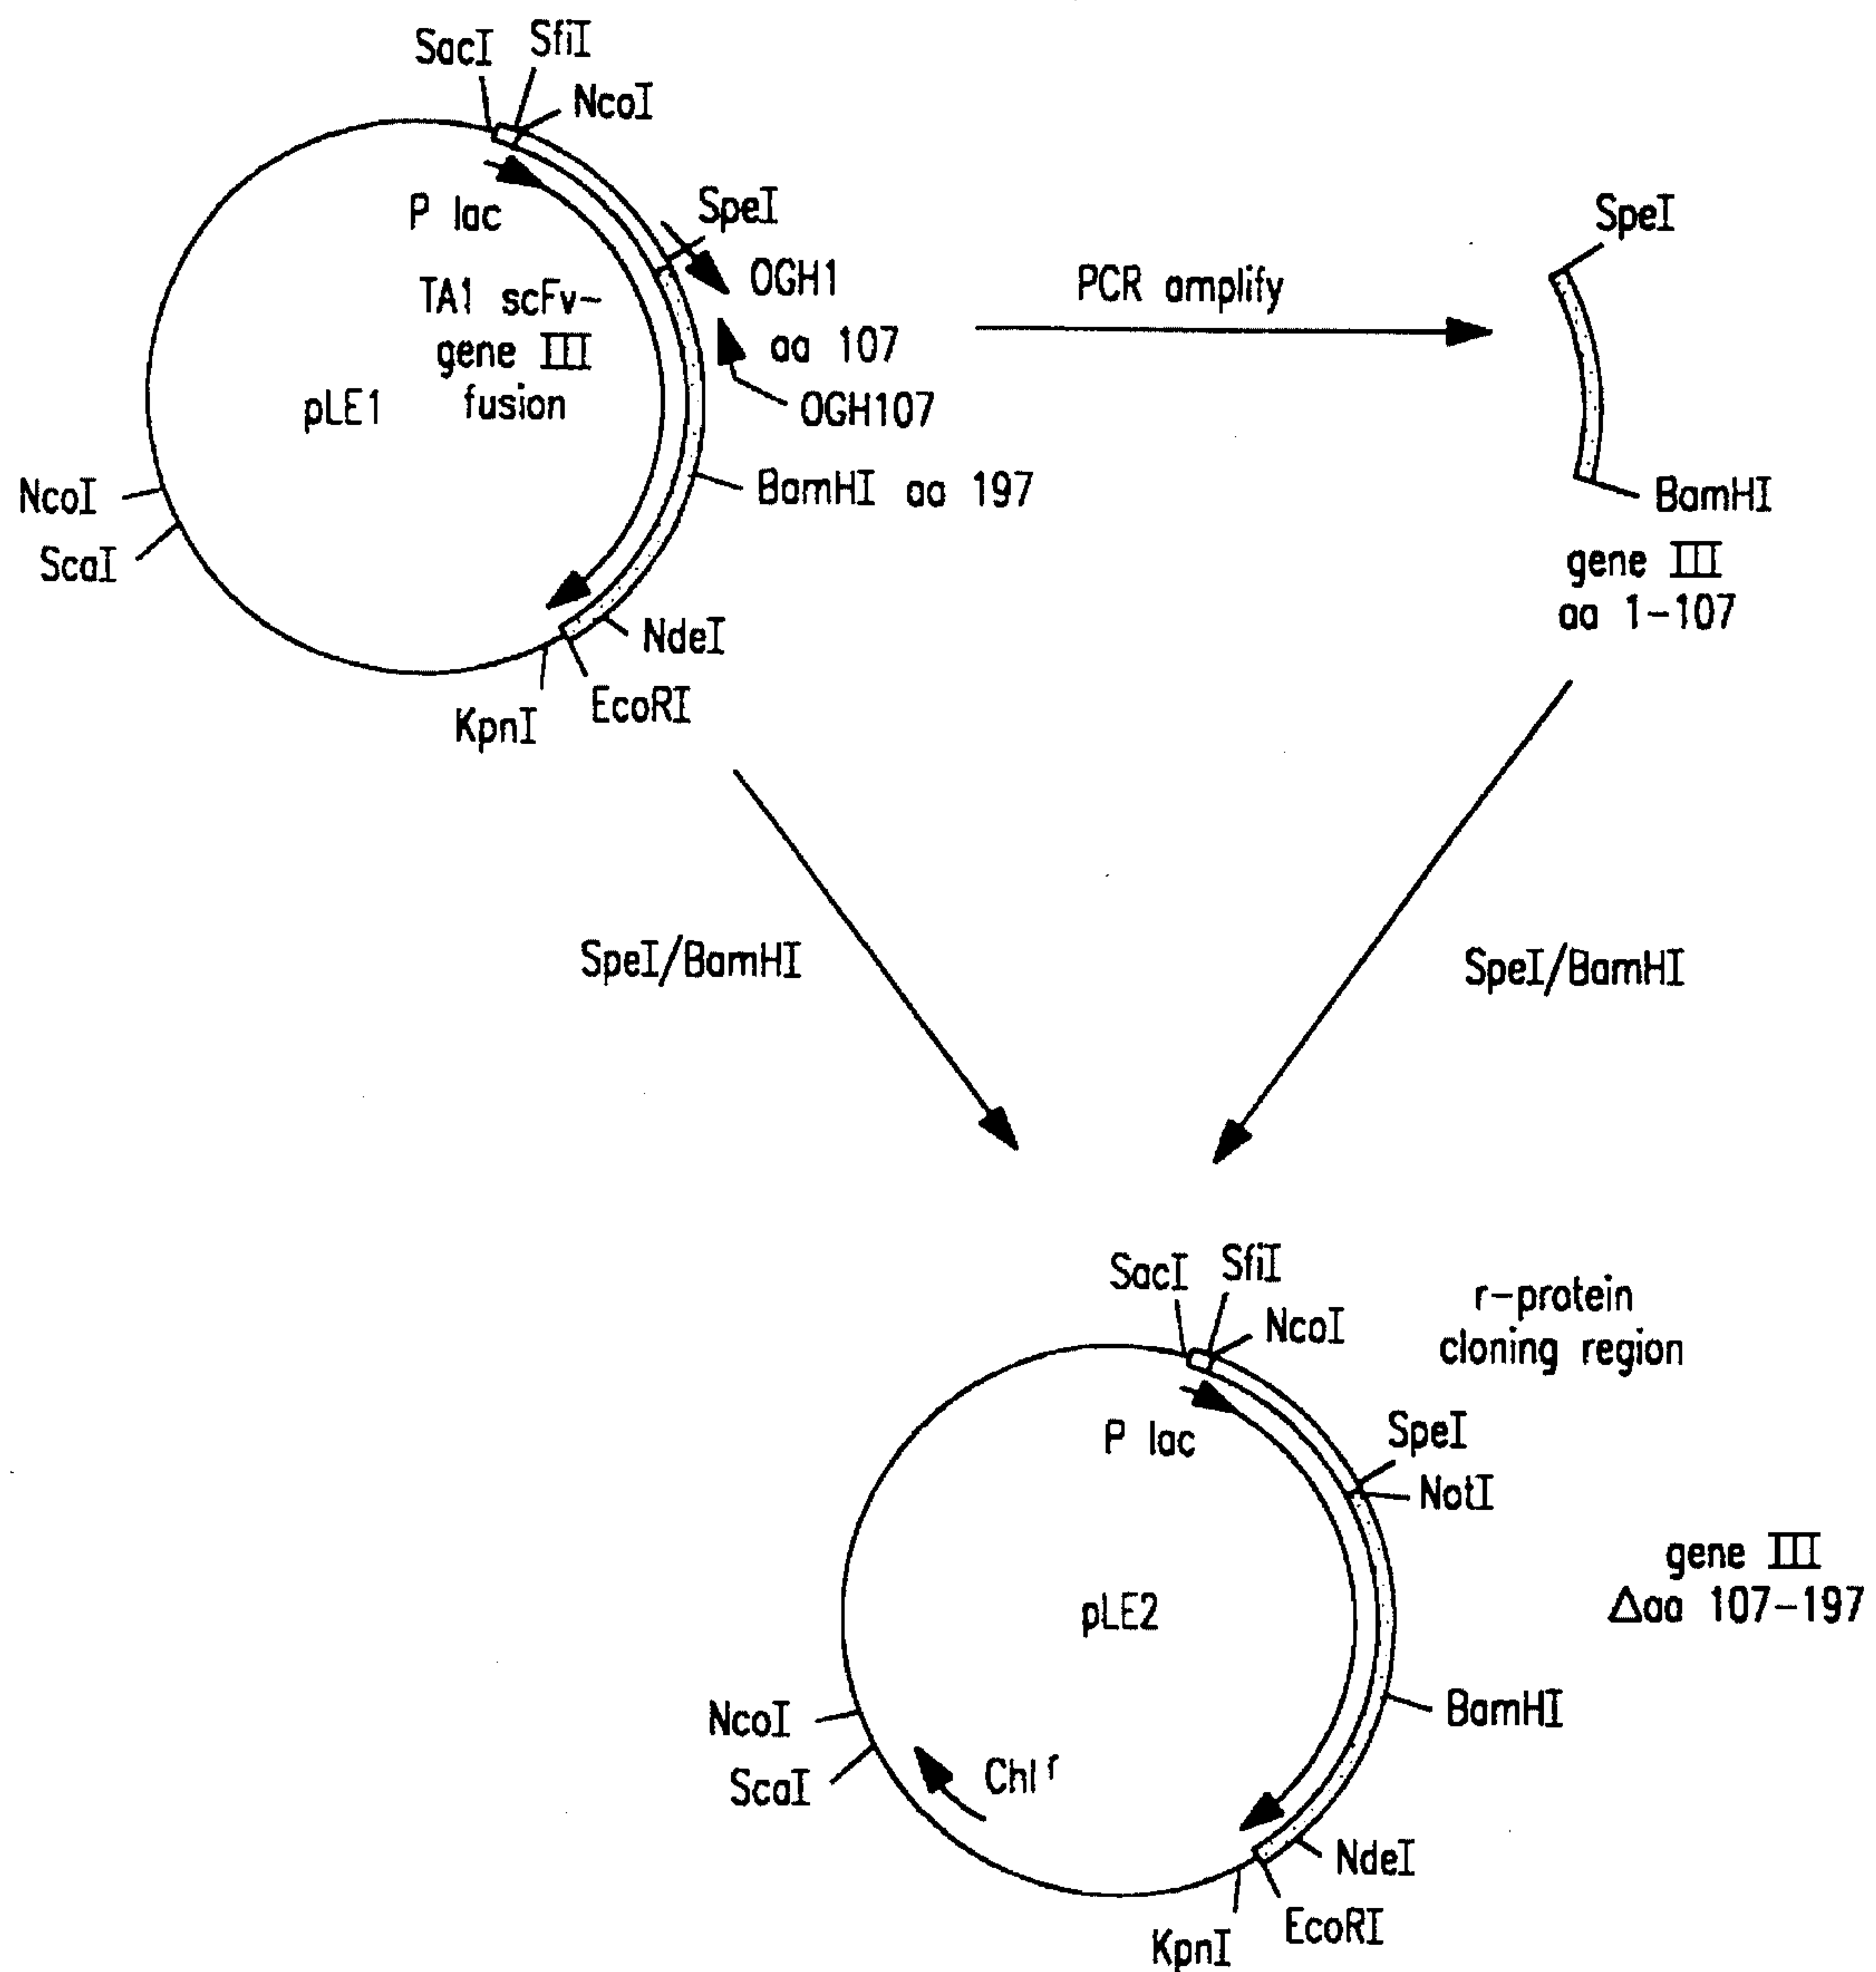 SacI
SfiI
NcoI
P lac
SpeI
OGH1
aa 107
OGH107
TA1 scFv-
gene III
fusion
pLE1
BamHI aa 197
NcoI
ScaI
NdeI
EcoRI
KpnI
PCR amplify
SpeI
BamHI
gene III
aa 1-107
SpeI/BamHI
SpeI/BamHI
SacI
SfiI
NcoI
r-protein
cloning region
P lac
SpeI
NotI
gene III
Δaa 107-197
pLE2
BamHI
NcoI
ScaI
Chl r
NdeI
EcoRI
KpnI